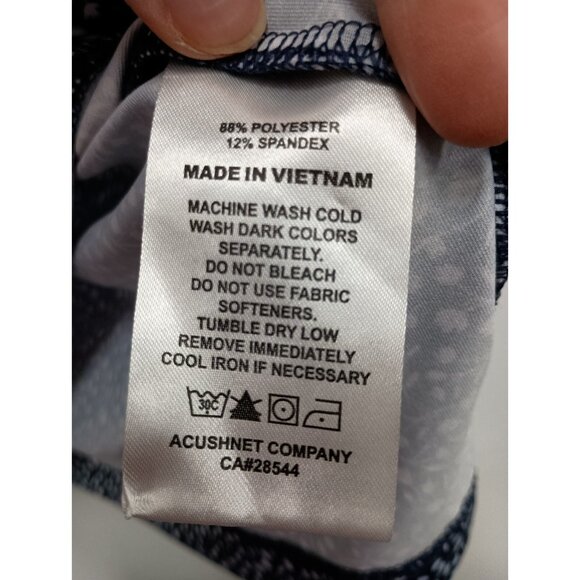 88% POLYESTER
12% SPANDEX
MADE IN VIETNAM
MACHINE WASH COLD
WASH DARK COLORS
SEPARATELY.
DO NOT BLEACH
DO NOT USE FABRIC
SOFTENERS.
TUMBLE DRY LOW
REMOVE IMMEDIATELY
COOL IRON IF NECESSARY
30C
ACUSHNET COMPANY
CA#28544